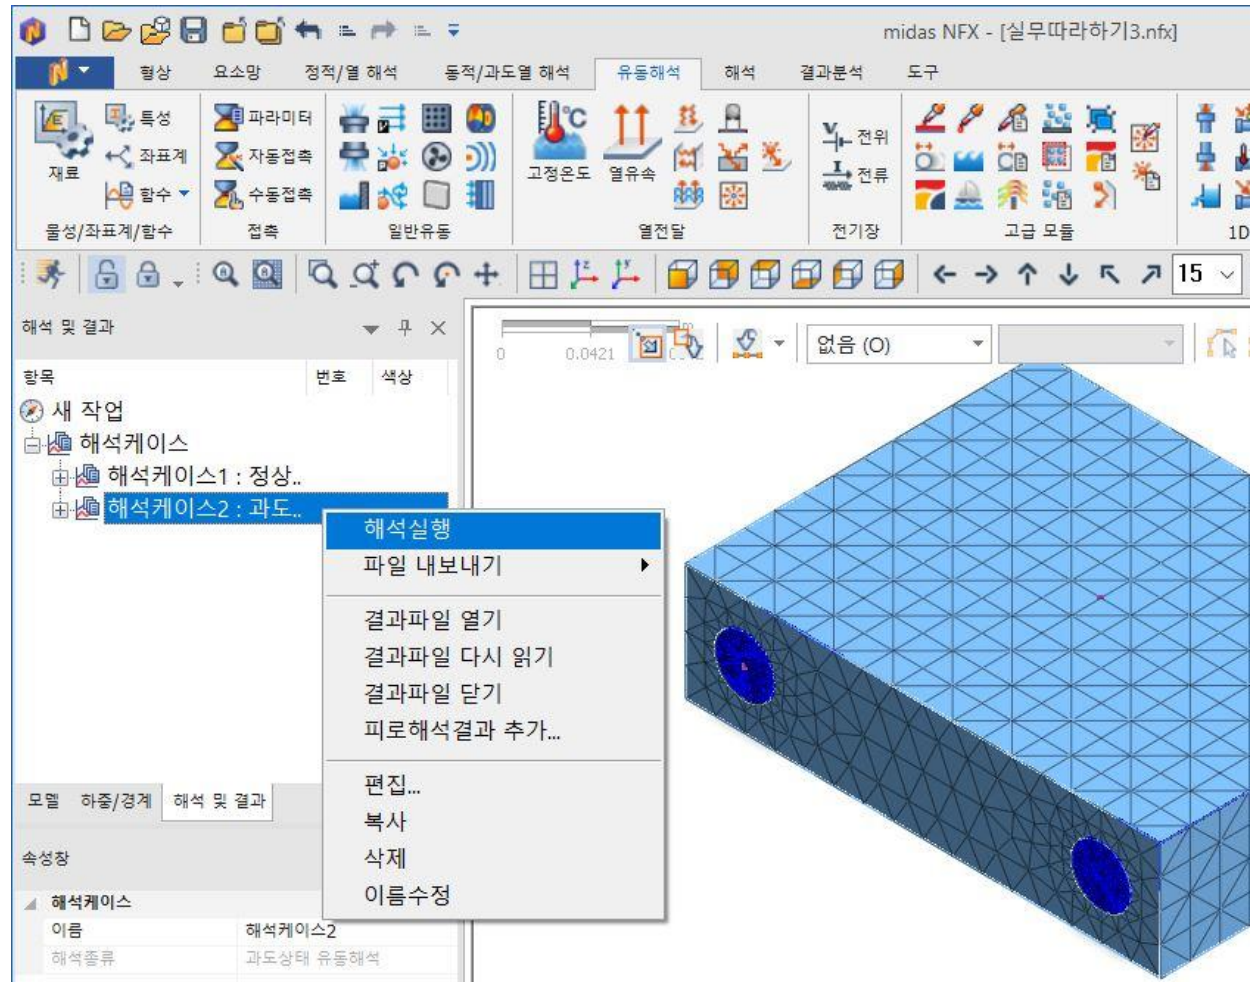 midas NFX - [실무따라하기3.nfx]
형상 요소망 정적/열 해석 동적/과도열 해석 유동해석 해석 결과분석 도구
재료
특성
좌표계
함수
물성/좌표계/함수
파라미터
자동접촉
수동접촉
접촉
일반유동
고정온도
열유속
열전달
전위
전류
전기장
고급 모듈
1D
15
해석 및 결과
0 0.0421
없음 (O)
항목 번호 색상
새 작업
해석케이스
해석케이스1 : 정상..
해석케이스2 : 과도..
해석실행
파일 내보내기
결과파일 열기
결과파일 다시 읽기
결과파일 닫기
피로해석결과 추가...
편집...
복사
삭제
이름수정
모델 하중/경계 해석 및 결과
속성창
해석케이스
이름 해석케이스2
해석종류 과도상태 유동해석